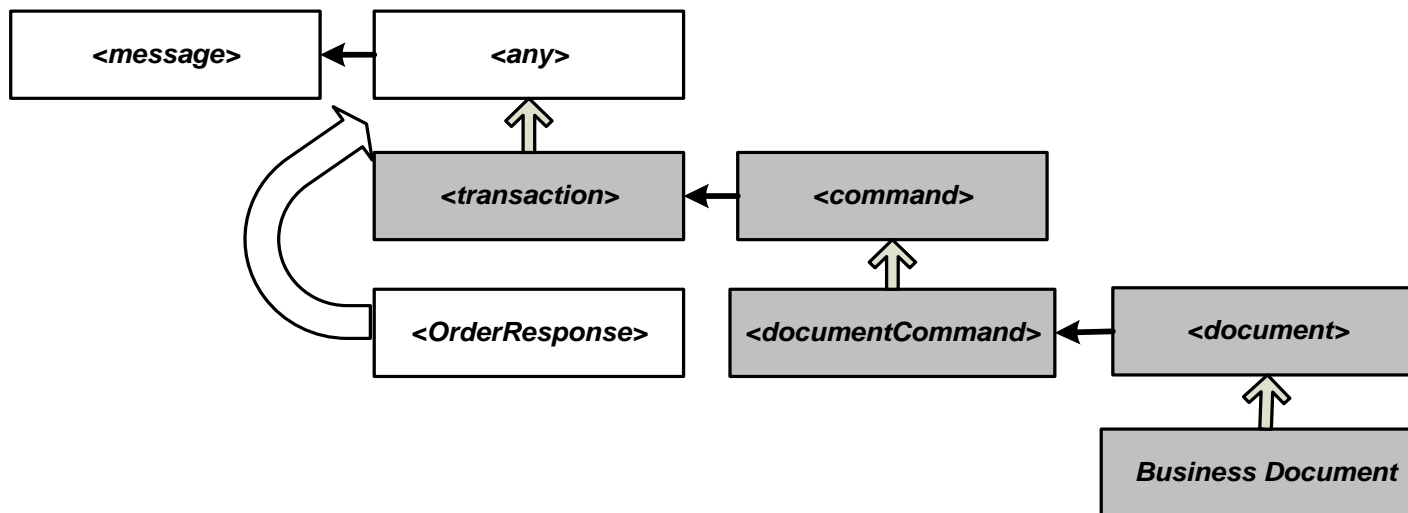 <message>
<any>
<transaction>
<command>
<OrderResponse>
<documentCommand>
<document>
Business Document